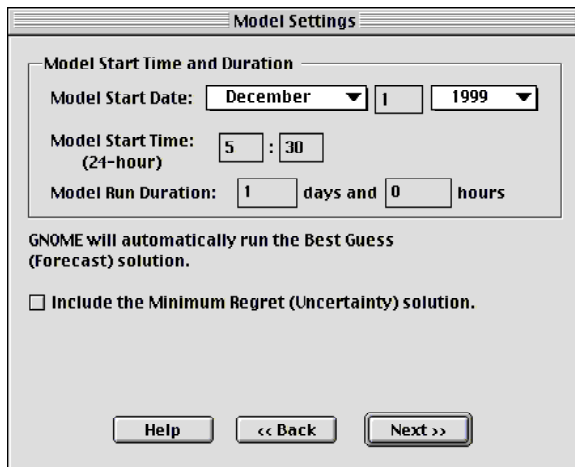 Model Settings
Model Start Time and Duration
Model Start Date: December 1 1999
Model Start Time: 5 : 30
(24-hour)
Model Run Duration: 1 days and 0 hours
GNOME will automatically run the Best Guess
(Forecast) solution.
Include the Minimum Regret (Uncertainty) solution.
Help << Back Next >>